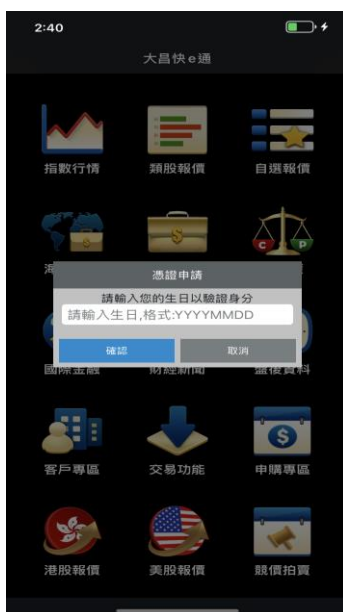 2:40
大昌快e通
指數行情 類股報價 自選報價
$
C P
海
憑證申請
請輸入您的生日以驗證身分
請輸入生日,格式:YYYYMMDD
確認 取消
國際金融 財經新聞 盤後資料
$
客戶專區 交易功能 申購專區
港股報價 美股報價 競價拍賣